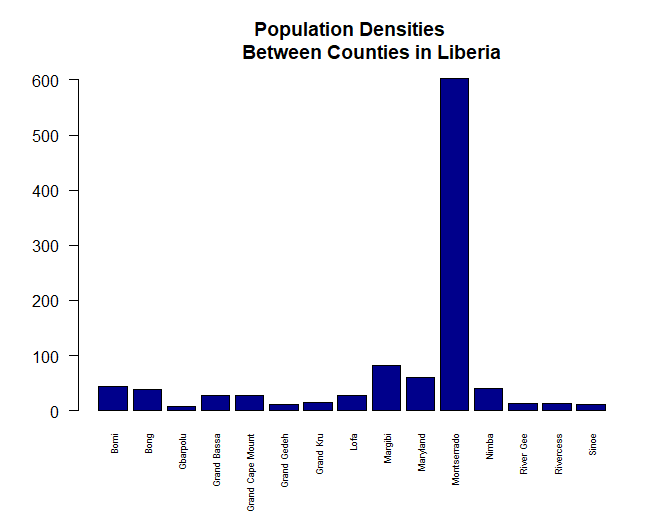 Population Densities
Between Counties in Liberia
600
500
400
300
200
100
0
Bomi
Bong
Gbarpolu
Grand Bassa
Grand Cape Mount
Grand Gedeh
Grand Kru
Lofa
Margibi
Maryland
Montserrado
Nimba
River Gee
Rivercess
Sinoe